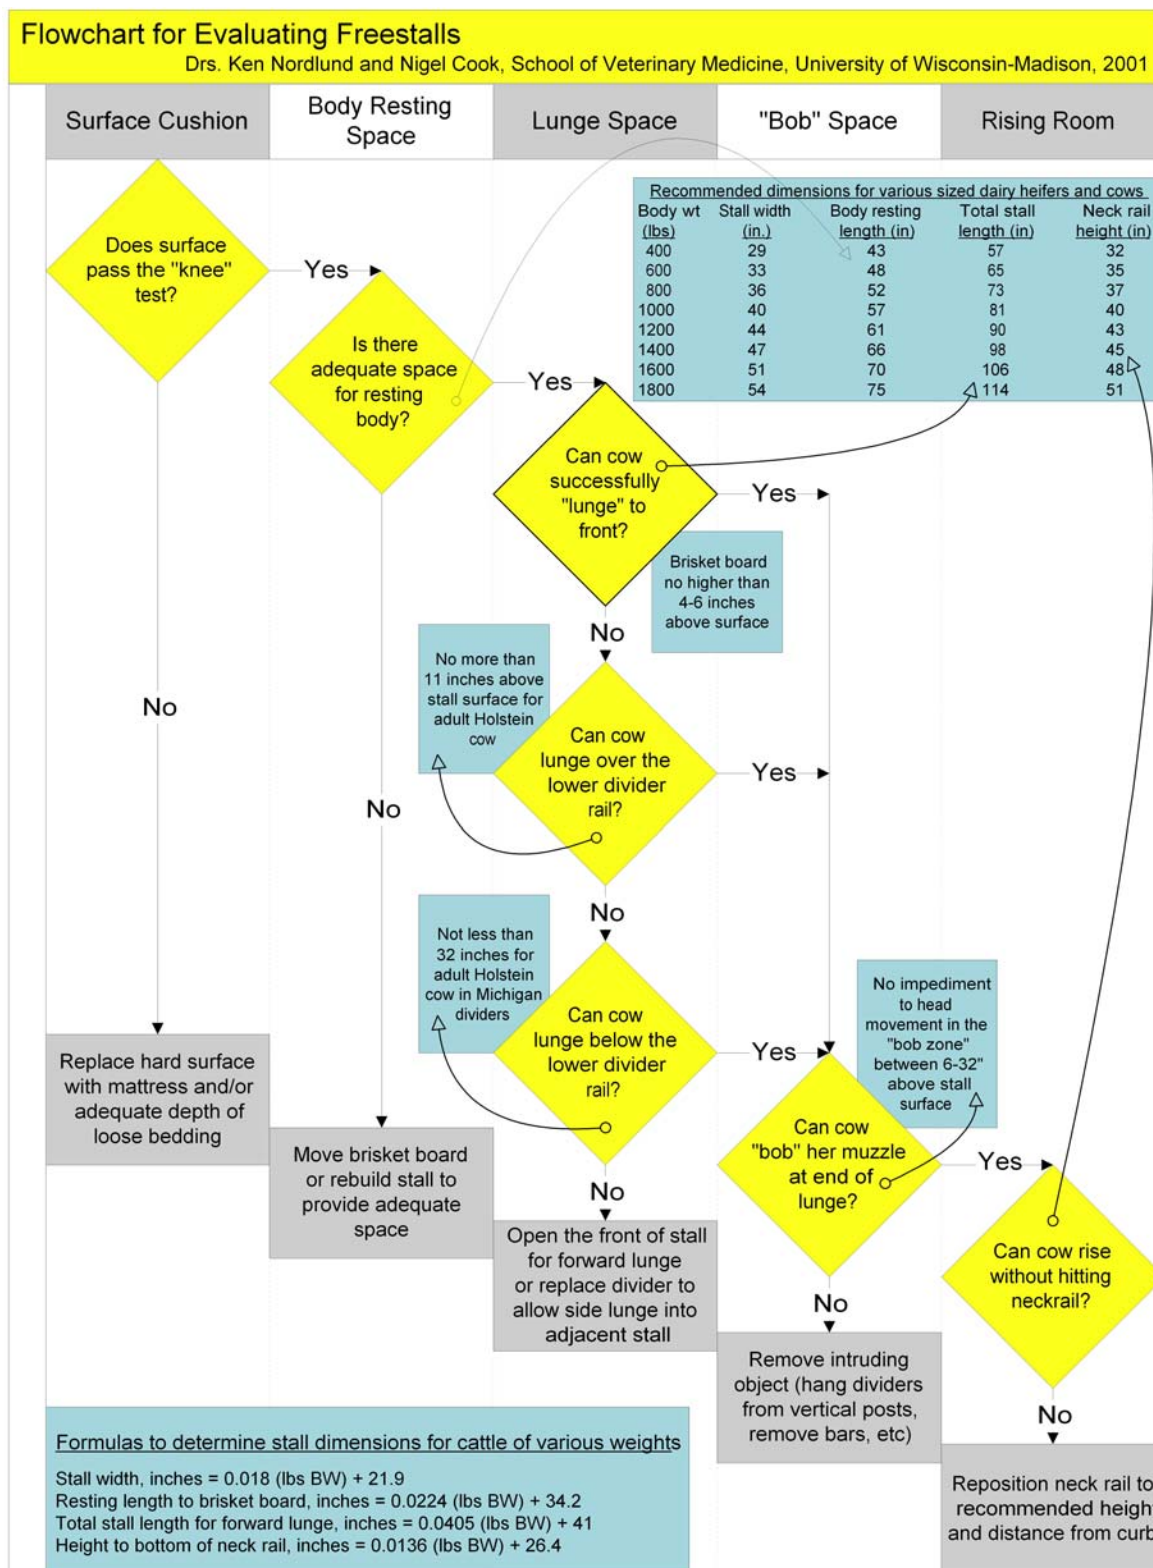 Flowchart for Evaluating Freestalls
Drs. Ken Nordlund and Nigel Cook, School of Veterinary Medicine, University of Wisconsin-Madison, 2001
Surface Cushion
Body Resting
Space
Lunge Space
"Bob" Space
Rising Room
Recommended dimensions for various sized dairy heifers and cows
Body wt Stall width Body resting Total stall Neck rail
(lbs) (in.) length (in) length (in) height (in)
400 29 43 57 32
600 33 48 65 35
800 36 52 73 37
1000 40 57 81 40
1200 44 61 90 43
1400 47 66 98 45
1600 51 70 106 48
1800 54 75 114 51
Does surface
pass the "knee"
test?
Yes
No
Replace hard surface
with mattress and/or
adequate depth of
loose bedding
Is there
adequate space
for resting
body?
Yes
No
Move brisket board
or rebuild stall to
provide adequate
space
Can cow
successfully
"lunge" to
front?
Yes
Brisket board
no higher than
4-6 inches
above surface
No
No more than
11 inches above
stall surface for
adult Holstein
cow
Can cow
lunge over the
lower divider
rail?
Yes
No
Not less than
32 inches for
adult Holstein
cow in Michigan
dividers
Can cow
lunge below the
lower divider
rail?
Yes
No
Open the front of stall
for forward lunge
or replace divider to
allow side lunge into
adjacent stall
No impediment
to head
movement in the
"bob zone"
between 6-32"
above stall
surface
Can cow
"bob" her muzzle
at end of
lunge?
Yes
No
Remove intruding
object (hang dividers
from vertical posts,
remove bars, etc)
Can cow rise
without hitting
neckrail?
No
Reposition neck rail to
recommended height
and distance from curb
Formulas to determine stall dimensions for cattle of various weights
Stall width, inches = 0.018 (lbs BW) + 21.9
Resting length to brisket board, inches = 0.0224 (lbs BW) + 34.2
Total stall length for forward lunge, inches = 0.0405 (lbs BW) + 41
Height to bottom of neck rail, inches = 0.0136 (lbs BW) + 26.4